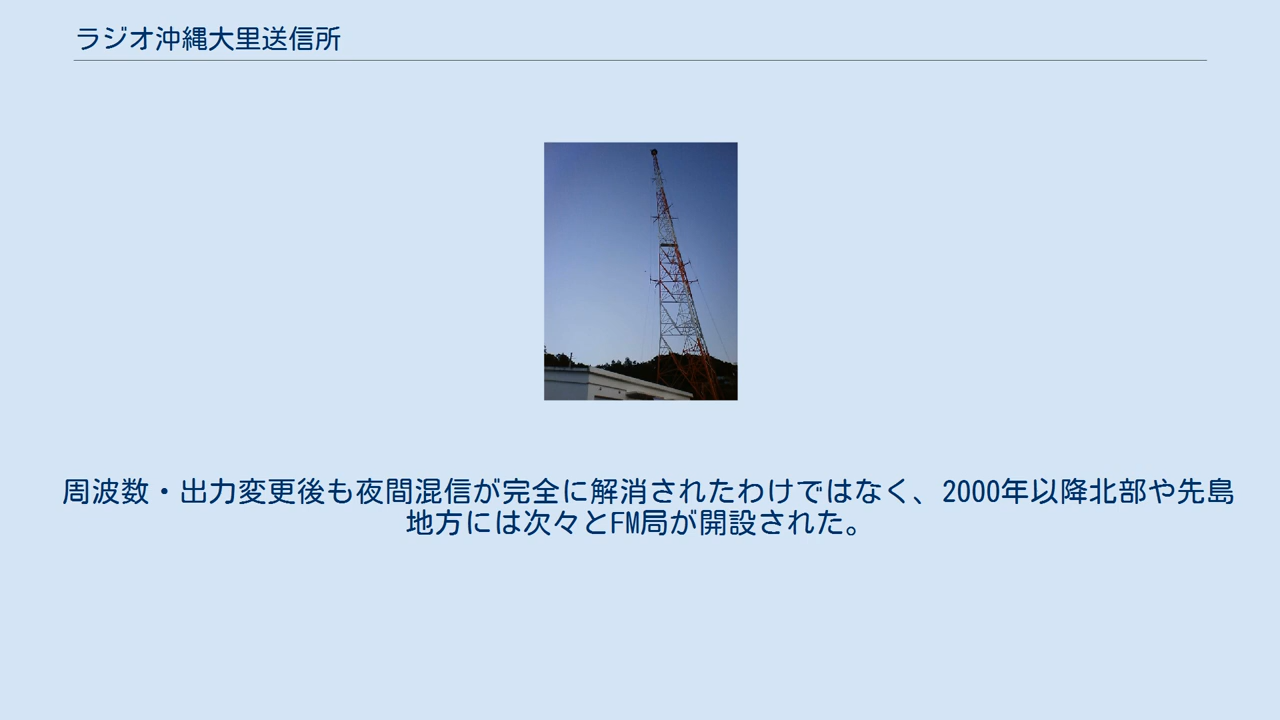 ラジオ沖縄大里送信所
周波数・出力変更後も夜間混信が完全に解消されたわけではなく、2000年以降北部や先島
地方には次々とFM局が開設された。